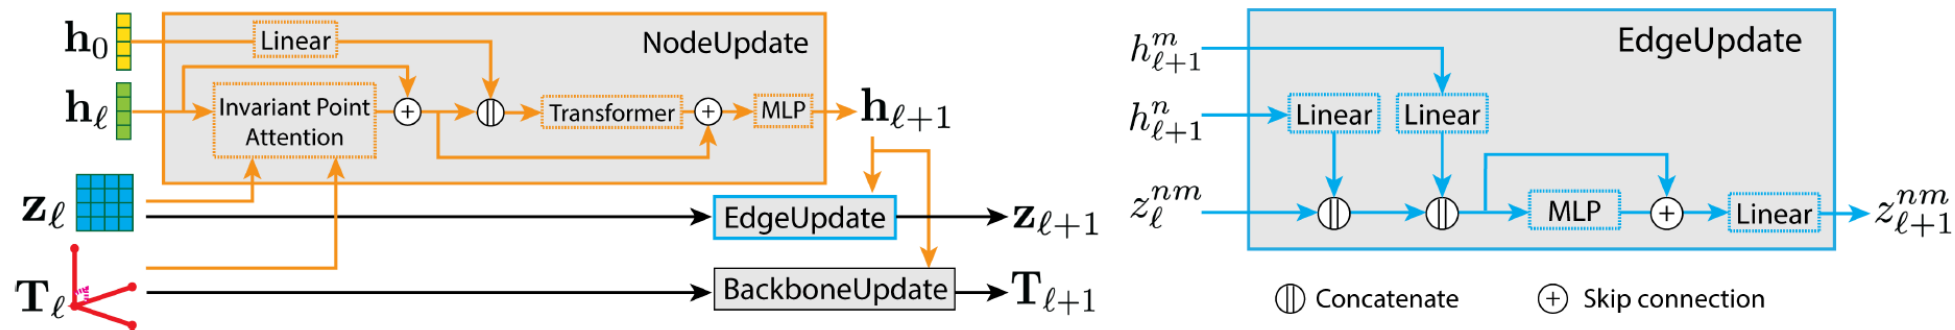 h₀
Linear
NodeUpdate
hℓ
Invariant Point
Attention
+
||
Transformer
+
MLP
hℓ+1
zℓ
EdgeUpdate
zℓ+1
Tℓ
BackboneUpdate
Tℓ+1
EdgeUpdate
h^m_ℓ+1
h^n_ℓ+1
Linear
Linear
z^nm_ℓ
||
||
MLP
+
Linear
z^nm_ℓ+1
|| Concatenate
+ Skip connection